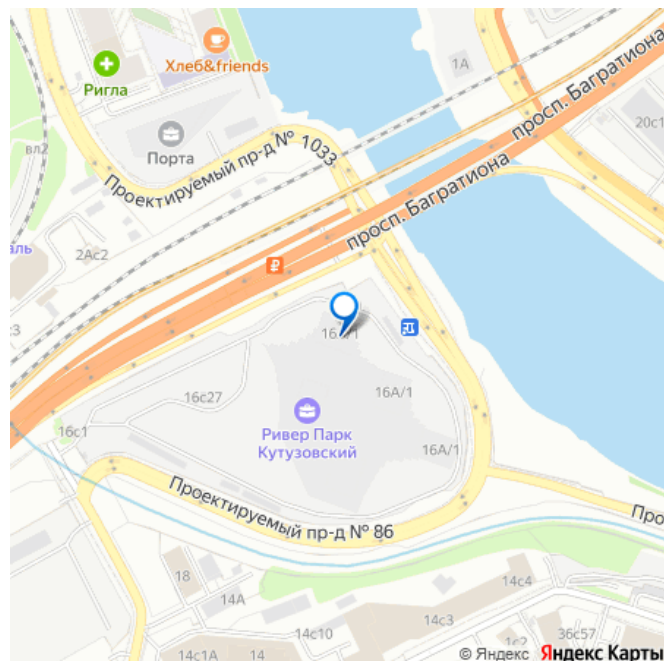 1А
Хлеб&friends
Ригла
просп. Багратиона
20с1
вл2
Порта
Проектируемый пр-д № 1033
просп. Багратиона
аль
2Ас2
с3
16А/1
16с27
16А/1
Ривер Парк
Кутузовский
16с1
16А/1
Проектируемый пр-д № 86
Про
18
14А
14с4
14с3
14с10
36с57
14с1А
1с2
© Яндекс Яндекс Карты